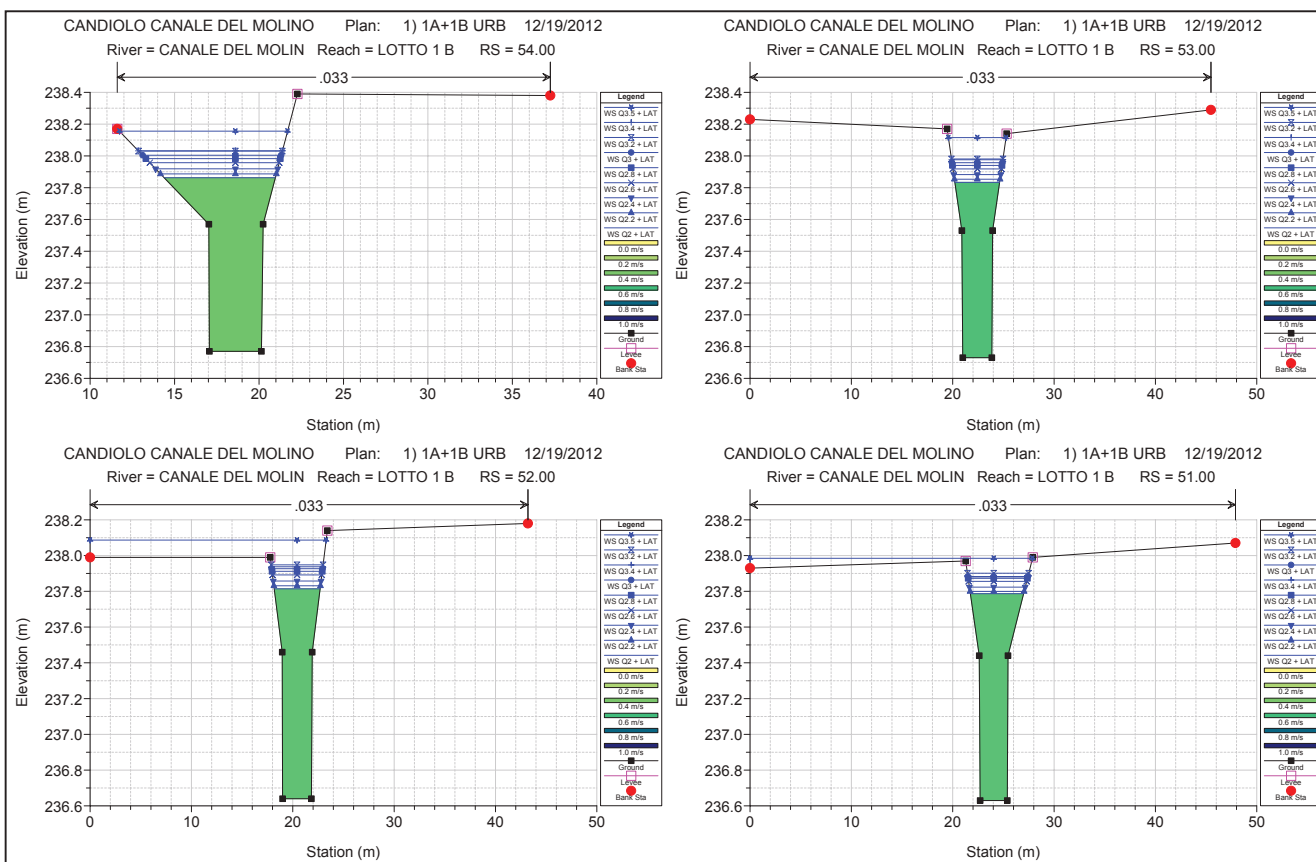 CANDIOLO CANALE DEL MOLINO Plan: 1) 1A+1B URB 12/19/2012
River = CANALE DEL MOLIN Reach = LOTTO 1 B RS = 54.00
.033
238.4
238.2
238.0
237.8
237.6
237.4
237.2
237.0
236.8
236.6
Elevation (m)
10 15 20 25 30 35 40
Station (m)
Legend
WS Q3.5 + LAT
WS Q3.4 + LAT
WS Q3.2 + LAT
WS Q3 + LAT
WS Q2.8 + LAT
WS Q2.6 + LAT
WS Q2.4 + LAT
WS Q2.2 + LAT
WS Q2 + LAT
0.0 m/s
0.2 m/s
0.4 m/s
0.6 m/s
0.8 m/s
1.0 m/s
Ground
Levee
Bank Sta
CANDIOLO CANALE DEL MOLINO Plan: 1) 1A+1B URB 12/19/2012
River = CANALE DEL MOLIN Reach = LOTTO 1 B RS = 53.00
.033
238.4
238.2
238.0
237.8
237.6
237.4
237.2
237.0
236.8
236.6
Elevation (m)
0 10 20 30 40 50
Station (m)
Legend
WS Q3.5 + LAT
WS Q3.2 + LAT
WS Q3.4 + LAT
WS Q3 + LAT
WS Q2.8 + LAT
WS Q2.6 + LAT
WS Q2.4 + LAT
WS Q2.2 + LAT
WS Q2 + LAT
0.0 m/s
0.2 m/s
0.4 m/s
0.6 m/s
0.8 m/s
1.0 m/s
Ground
Levee
Bank Sta
CANDIOLO CANALE DEL MOLINO Plan: 1) 1A+1B URB 12/19/2012
River = CANALE DEL MOLIN Reach = LOTTO 1 B RS = 52.00
.033
238.2
238.0
237.8
237.6
237.4
237.2
237.0
236.8
236.6
Elevation (m)
0 10 20 30 40 50
Station (m)
Legend
WS Q3.5 + LAT
WS Q3.2 + LAT
WS Q3.4 + LAT
WS Q3 + LAT
WS Q2.8 + LAT
WS Q2.6 + LAT
WS Q2.4 + LAT
WS Q2.2 + LAT
WS Q2 + LAT
0.0 m/s
0.2 m/s
0.4 m/s
0.6 m/s
0.8 m/s
1.0 m/s
Ground
Levee
Bank Sta
CANDIOLO CANALE DEL MOLINO Plan: 1) 1A+1B URB 12/19/2012
River = CANALE DEL MOLIN Reach = LOTTO 1 B RS = 51.00
.033
238.2
238.0
237.8
237.6
237.4
237.2
237.0
236.8
236.6
Elevation (m)
0 10 20 30 40 50
Station (m)
Legend
WS Q3.5 + LAT
WS Q3.2 + LAT
WS Q3 + LAT
WS Q3.4 + LAT
WS Q2.8 + LAT
WS Q2.6 + LAT
WS Q2.4 + LAT
WS Q2.2 + LAT
WS Q2 + LAT
0.0 m/s
0.2 m/s
0.4 m/s
0.6 m/s
0.8 m/s
1.0 m/s
Ground
Levee
Bank Sta